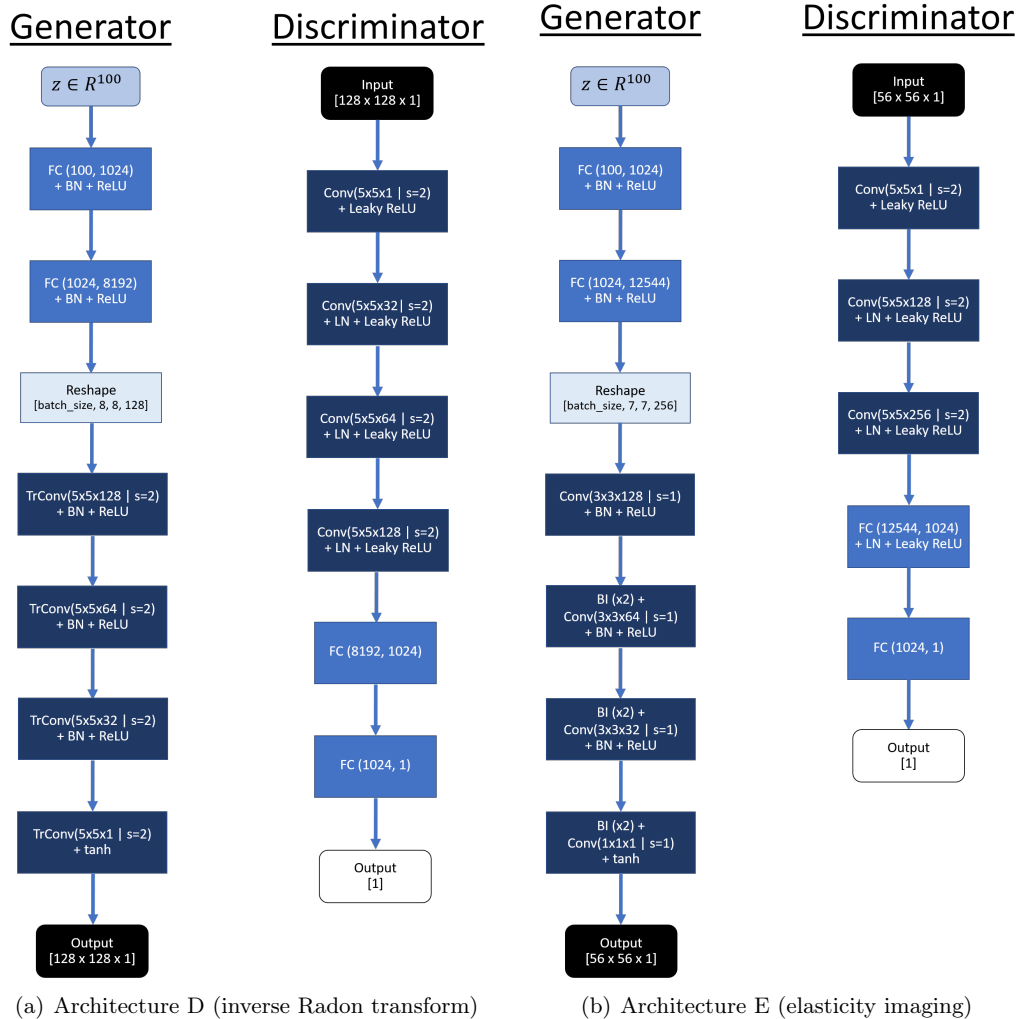 Generator
z ∈ R^100
FC (100, 1024)
+ BN + ReLU
FC (1024, 8192)
+ BN + ReLU
Reshape
[batch_size, 8, 8, 128]
TrConv(5x5x128 | s=2)
+ BN + ReLU
TrConv(5x5x64 | s=2)
+ BN + ReLU
TrConv(5x5x32 | s=2)
+ BN + ReLU
TrConv(5x5x1 | s=2)
+ tanh
Output
[128 x 128 x 1]
Discriminator
Input
[128 x 128 x 1]
Conv(5x5x1 | s=2)
+ Leaky ReLU
Conv(5x5x32| s=2)
+ LN + Leaky ReLU
Conv(5x5x64 | s=2)
+ LN + Leaky ReLU
Conv(5x5x128 | s=2)
+ LN + Leaky ReLU
FC (8192, 1024)
FC (1024, 1)
Output
[1]
(a) Architecture D (inverse Radon transform)
Generator
z ∈ R^100
FC (100, 1024)
+ BN + ReLU
FC (1024, 12544)
+ BN + ReLU
Reshape
[batch_size, 7, 7, 256]
Conv(3x3x128 | s=1)
+ BN + ReLU
BI (x2) +
Conv(3x3x64 | s=1)
+ BN + ReLU
BI (x2) +
Conv(3x3x32 | s=1)
+ BN + ReLU
BI (x2) +
Conv(1x1x1 | s=1)
+ tanh
Output
[56 x 56 x 1]
Discriminator
Input
[56 x 56 x 1]
Conv(5x5x1 | s=2)
+ Leaky ReLU
Conv(5x5x128 | s=2)
+ LN + Leaky ReLU
Conv(5x5x256 | s=2)
+ LN + Leaky ReLU
FC (12544, 1024)
+ LN + Leaky ReLU
FC (1024, 1)
Output
[1]
(b) Architecture E (elasticity imaging)